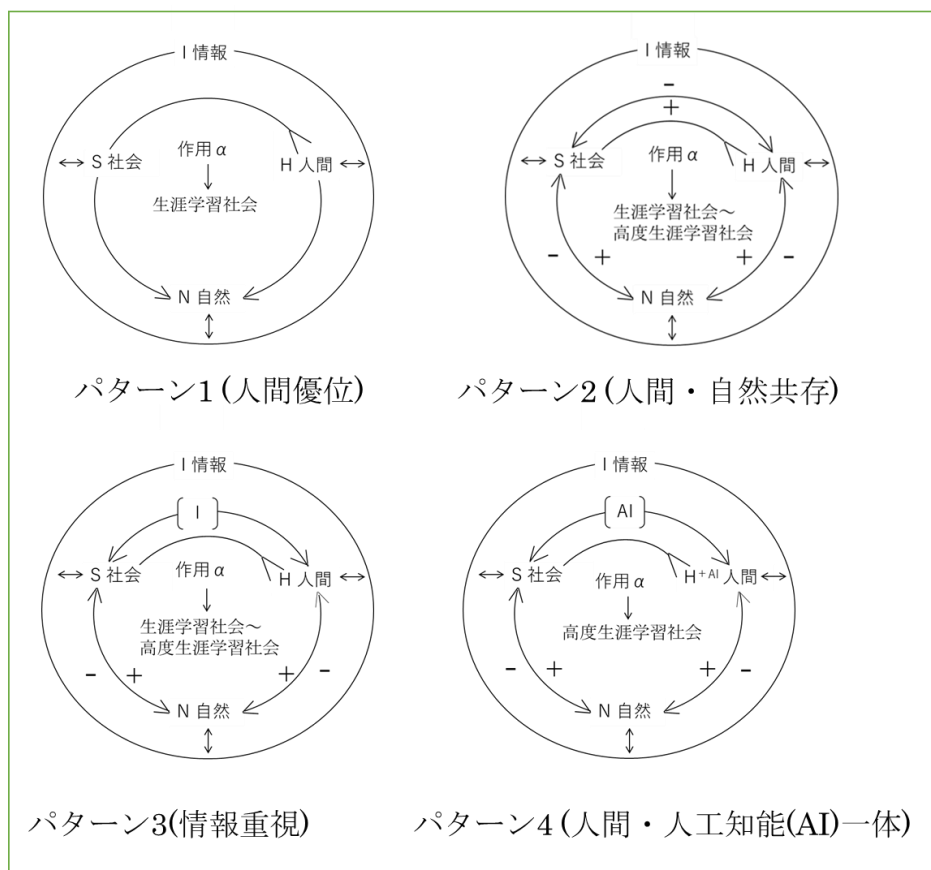 I 情報
S 社会
作用α
H 人間
生涯学習社会
N 自然
パターン1 (人間優位)
I 情報
-
+
S 社会
作用α
H 人間
生涯学習社会～
高度生涯学習社会
- + + -
N 自然
パターン2 (人間・自然共存)
I 情報
I
S 社会
作用α
H 人間
生涯学習社会～
高度生涯学習社会
- + + -
N 自然
パターン3(情報重視)
I 情報
AI
S 社会
作用α
H+AI 人間
高度生涯学習社会
- + + -
N 自然
パターン4 (人間・人工知能(AI)一体)